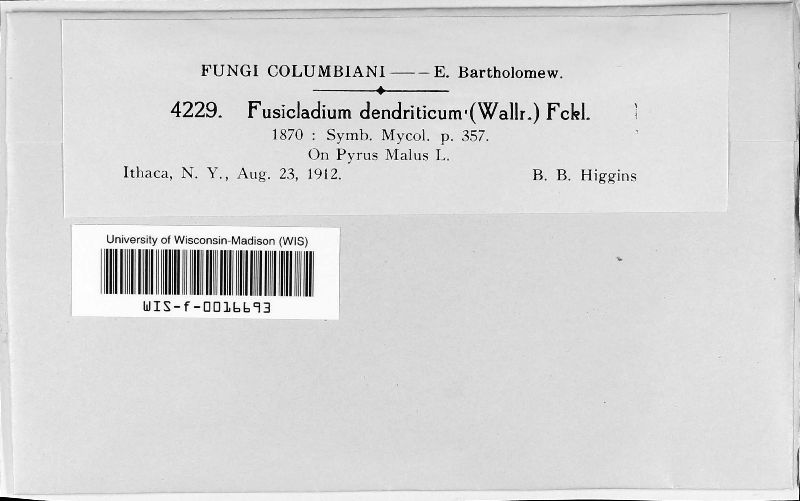 FUNGI COLUMBIANI — – E. Bartholomew.
4229. Fusicladium dendriticum (Wallr.) Fckl.
1870 : Symb. Mycol. p. 357.
On Pyrus Malus L.
Ithaca, N. Y., Aug. 23, 1912. B. B. Higgins
University of Wisconsin-Madison (WIS)
WIS-f-0016693